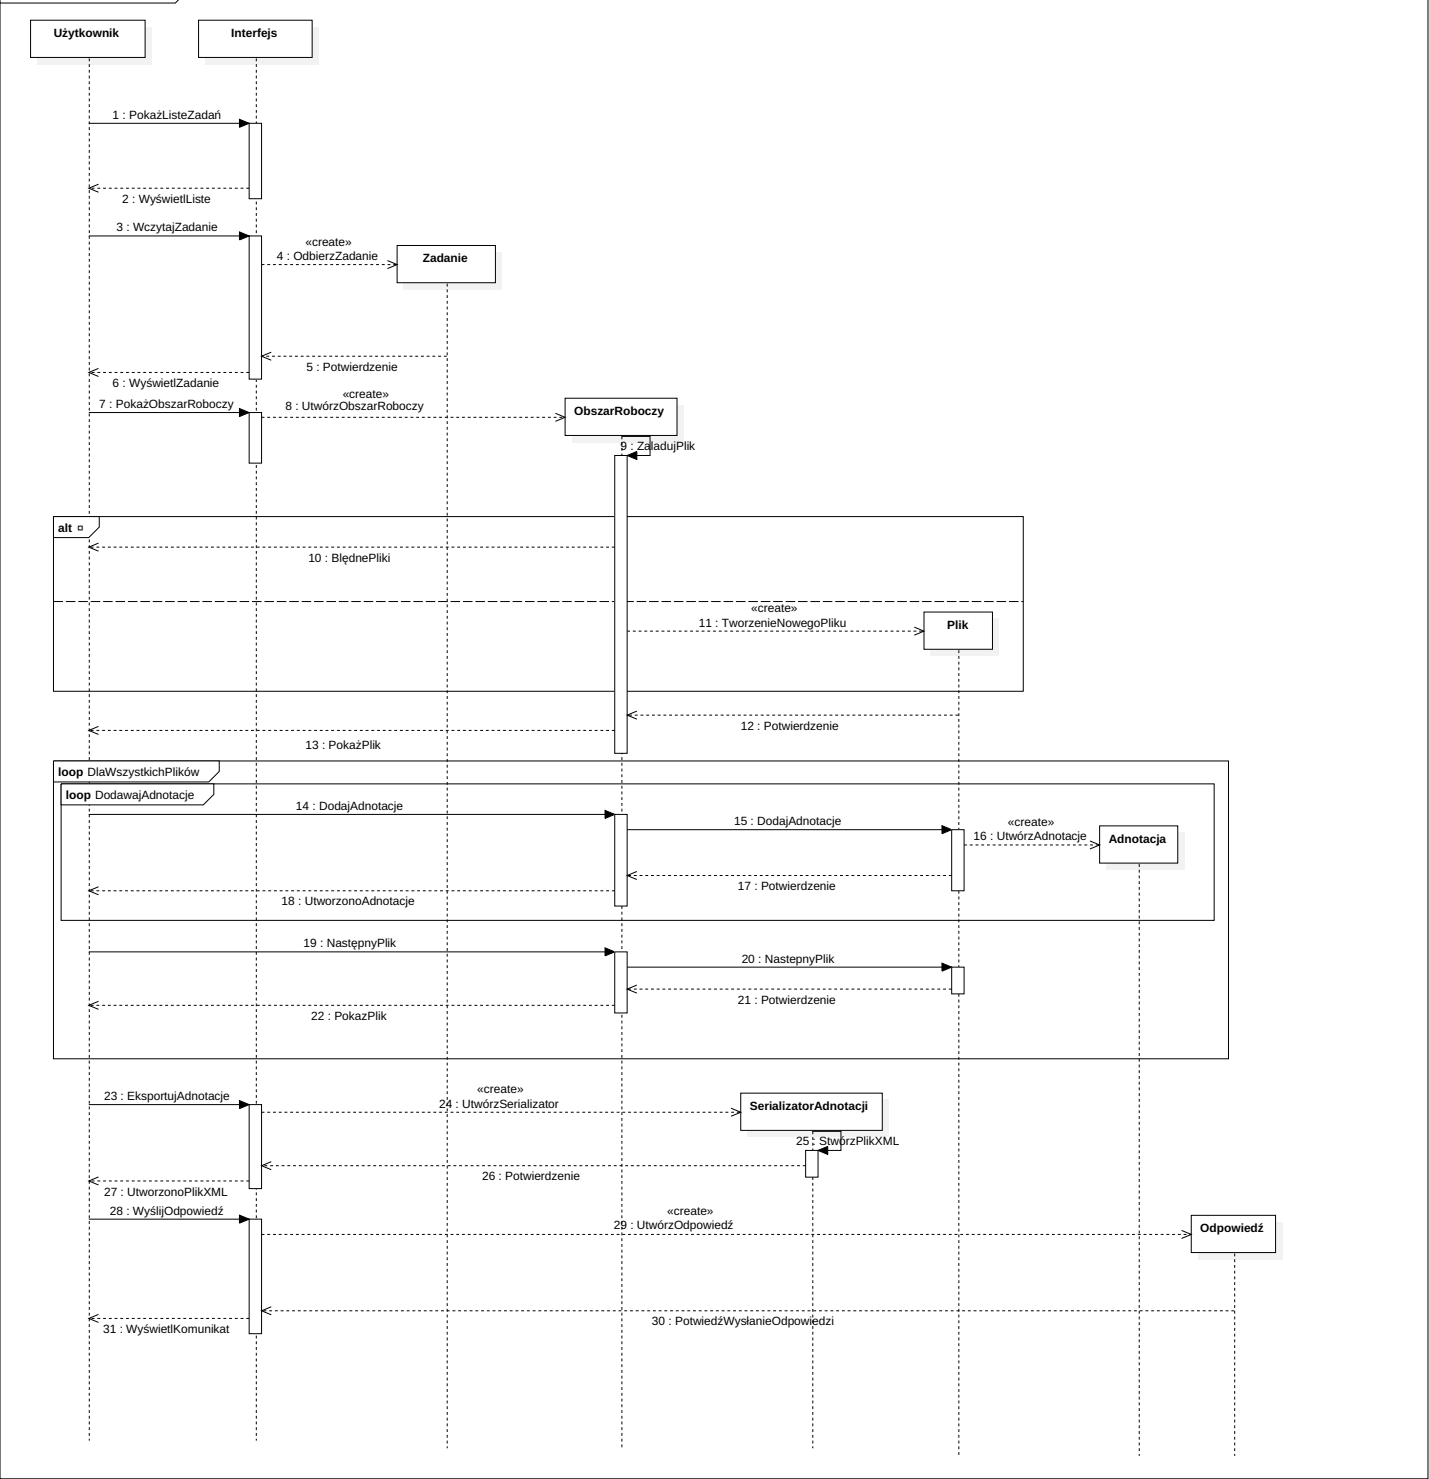 Użytkownik
Interfejs
1 : PokażListeZadań
2 : WyświetlListe
3 : WczytajZadanie
«create»
4 : OdbierzZadanie
Zadanie
5 : Potwierdzenie
6 : WyświetlZadanie
7 : PokażObszarRoboczy
«create»
8 : UtwórzObszarRoboczy
ObszarRoboczy
9 : ZaladujPlik
alt
10 : BłędnePliki
«create»
11 : TworzenieNowegoPliku
Plik
12 : Potwierdzenie
13 : PokażPlik
loop DlaWszystkichPlików
loop DodawajAdnotacje
14 : DodajAdnotacje
15 : DodajAdnotacje
«create»
16 : UtwórzAdnotacje
Adnotacja
17 : Potwierdzenie
18 : UtworzonoAdnotacje
19 : NastępnyPlik
20 : NastepnyPlik
21 : Potwierdzenie
22 : PokazPlik
23 : EksportujAdnotacje
«create»
24 : UtwórzSerializator
SerializatorAdnotacji
25 : StwórzPlikXML
26 : Potwierdzenie
27 : UtworzonoPlikXML
28 : WyślijOdpowiedź
«create»
29 : UtwórzOdpowiedź
Odpowiedź
30 : PotwiedźWysłanieOdpowiedzi
31 : WyświetlKomunikat